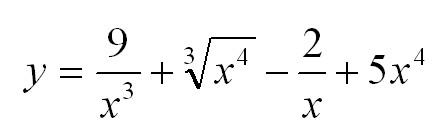 y = 9/x³ + ∛(x⁴) − 2/x + 5x⁴